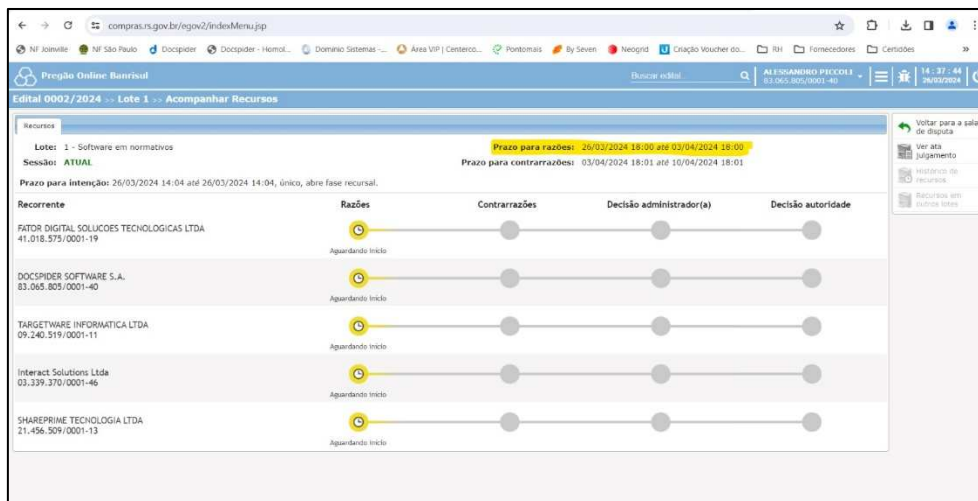 compras.rs.gov.br/egov2/indexMenu.jsp
NF Joinville NF São Paulo Docspider Docspider - Homol... Dominio Sistemas -... Área VIP | Centerco... Pontomais By Seven Neogrid Criação Voucher do... RH Fornecedores Certidões »
Pregão Online Banrisul Buscar edital... ALESSANDRO PICCOLI 14:37:44
83.065.805/0001-40 26/03/2024
Edital 0002/2024 >> Lote 1 >> Acompanhar Recursos
Recursos
Lote: 1 - Software em normativos Prazo para razões: 26/03/2024 18:00 até 03/04/2024 18:00
Sessão: ATUAL Prazo para contrarrazões: 03/04/2024 18:01 até 10/04/2024 18:01
Prazo para intenção: 26/03/2024 14:04 até 26/03/2024 14:04, único, abre fase recursal.
Recorrente Razões Contrarrazões Decisão administrador(a) Decisão autoridade
FATOR DIGITAL SOLUCOES TECNOLOGICAS LTDA
41.018.575/0001-19
Aguardando início
DOCSPIDER SOFTWARE S.A.
83.065.805/0001-40
Aguardando início
TARGETWARE INFORMATICA LTDA
09.240.519/0001-11
Aguardando início
Interact Solutions Ltda
03.339.370/0001-46
Aguardando início
SHAREPRIME TECNOLOGIA LTDA
21.456.509/0001-13
Aguardando início
Voltar para a sala
de disputa
Ver ata
julgamento
Histórico de
recursos
Recursos em
outros lotes